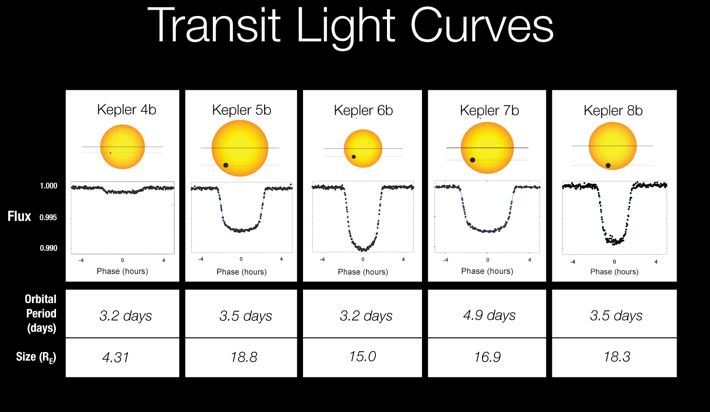 Transit Light Curves
Kepler 4b Kepler 5b Kepler 6b Kepler 7b Kepler 8b
1.000
Flux 0.995
0.990
-4 0 4 -4 0 4 -4 0 4 -4 0 4 -4 0 4
Phase (hours) Phase (hours) Phase (hours) Phase (hours) Phase (hours)
Orbital
Period
(days)
3.2 days 3.5 days 3.2 days 4.9 days 3.5 days
Size (RE) 4.31 18.8 15.0 16.9 18.3